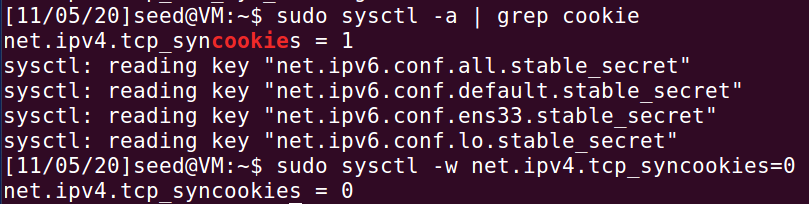 [11/05/20]seed@VM:~$ sudo sysctl -a | grep cookie
net.ipv4.tcp_syncookies = 1
sysctl: reading key "net.ipv6.conf.all.stable_secret"
sysctl: reading key "net.ipv6.conf.default.stable_secret"
sysctl: reading key "net.ipv6.conf.ens33.stable_secret"
sysctl: reading key "net.ipv6.conf.lo.stable_secret"
[11/05/20]seed@VM:~$ sudo sysctl -w net.ipv4.tcp_syncookies=0
net.ipv4.tcp_syncookies = 0